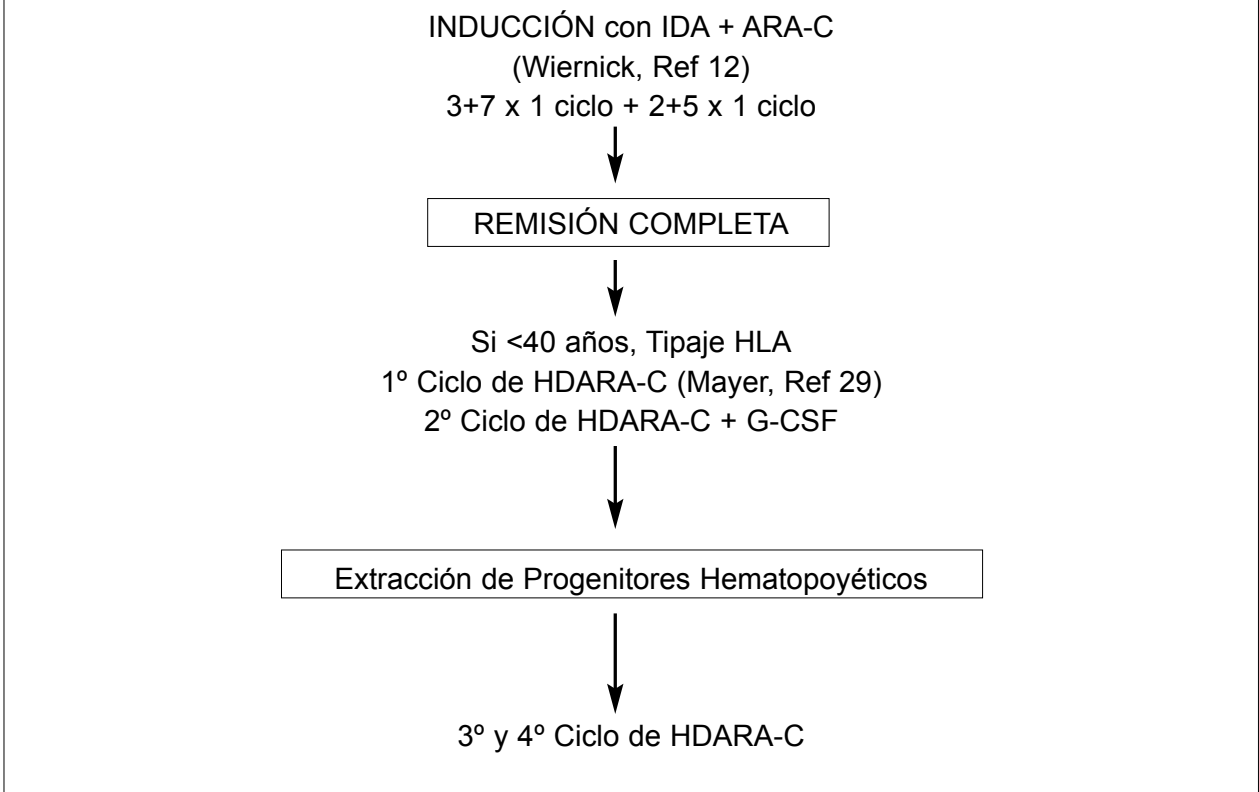 INDUCCIÓN con IDA + ARA-C
(Wiernick, Ref 12)
3+7 x 1 ciclo + 2+5 x 1 ciclo
REMISIÓN COMPLETA
Si <40 años, Tipaje HLA
1º Ciclo de HDARA-C (Mayer, Ref 29)
2º Ciclo de HDARA-C + G-CSF
Extracción de Progenitores Hematopoyéticos
3º y 4º Ciclo de HDARA-C